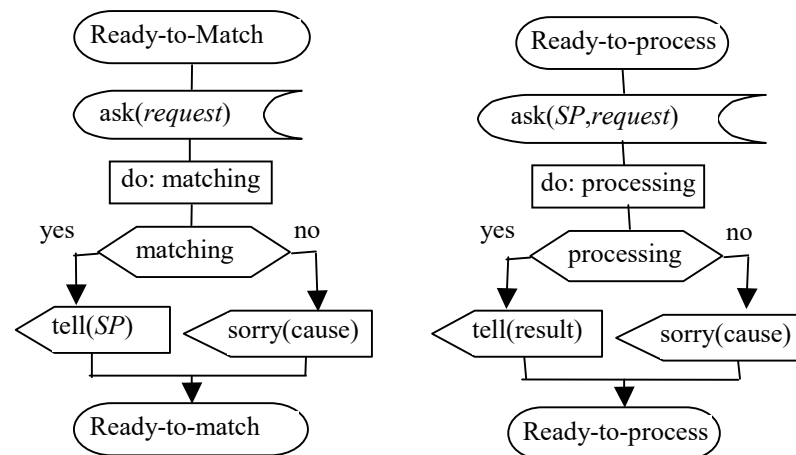 Ready-to-Match
ask(request)
do: matching
yes
no
matching
tell(SP)
sorry(cause)
Ready-to-match
Ready-to-process
ask(SP,request)
do: processing
yes
no
processing
tell(result)
sorry(cause)
Ready-to-process